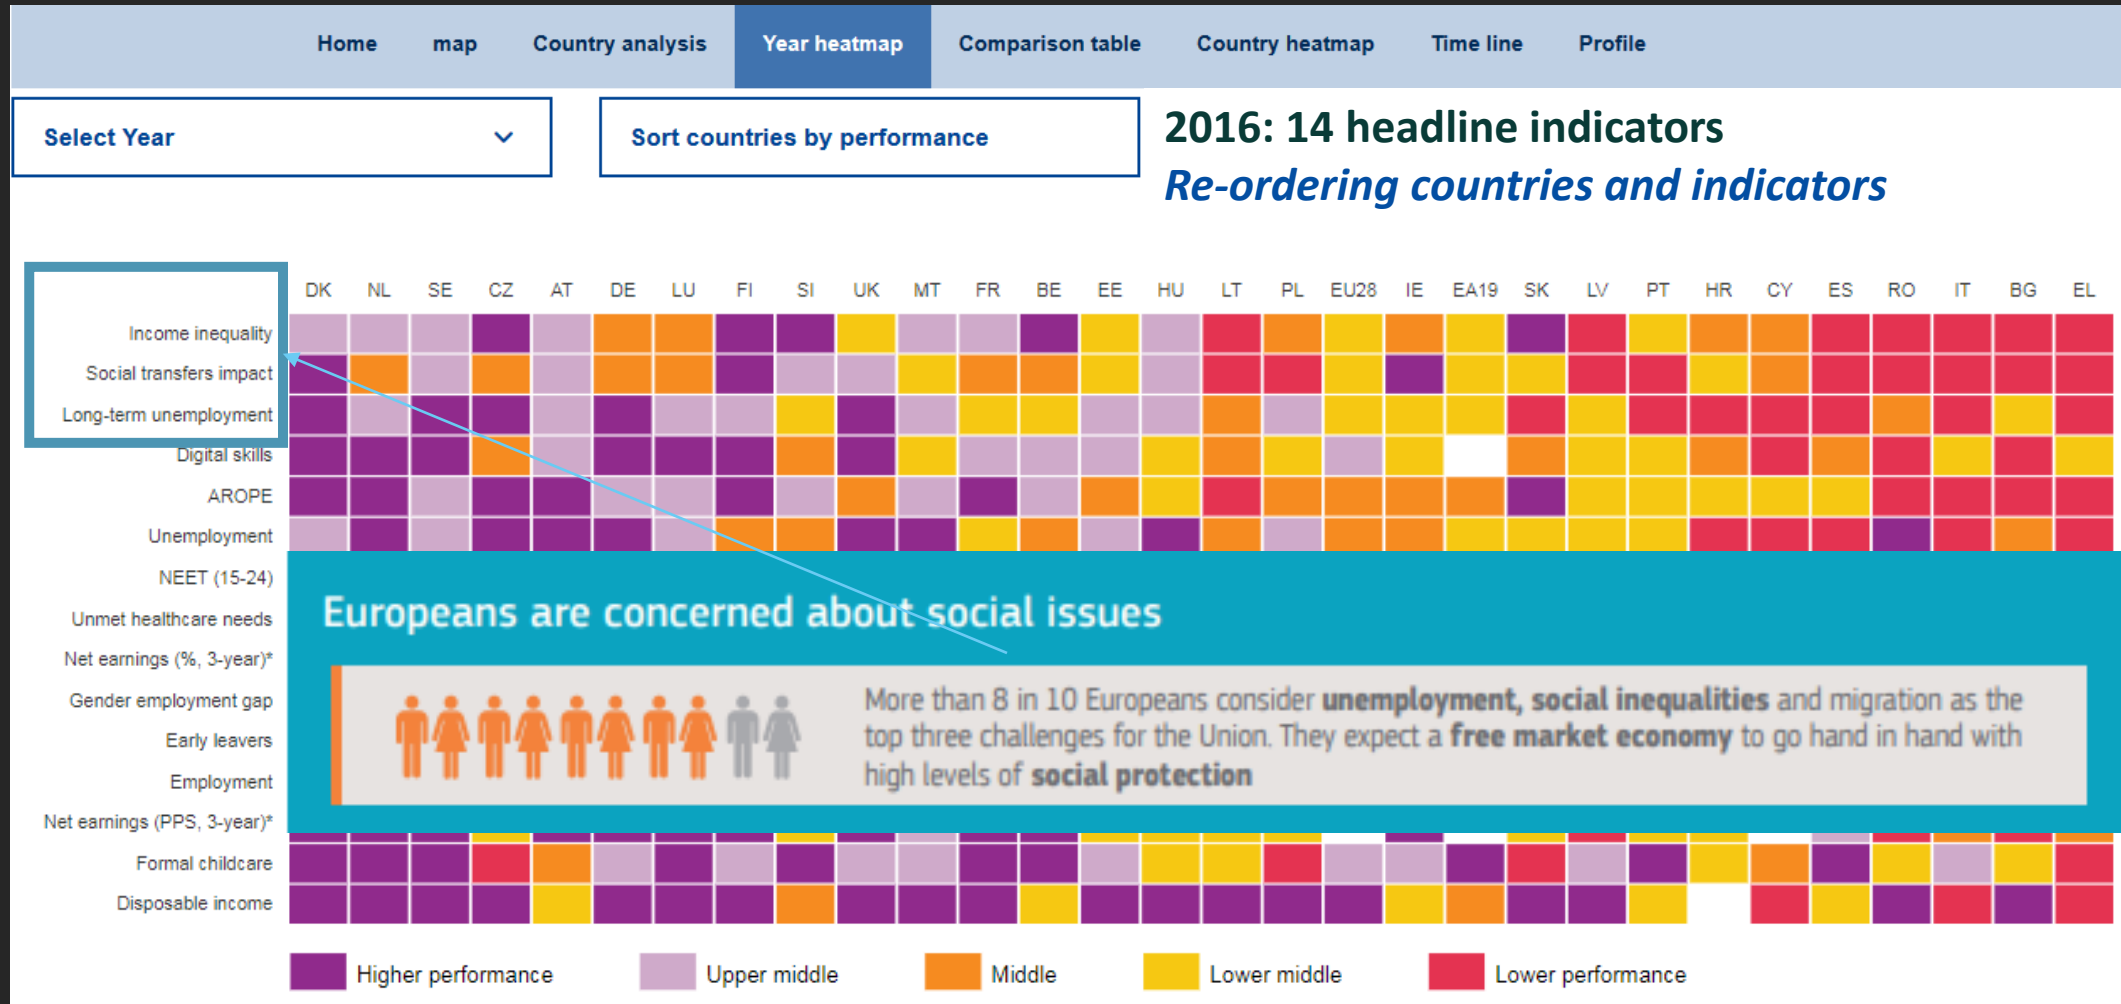 Home map Country analysis Year heatmap Comparison table Country heatmap Time line Profile
Select Year
Sort countries by performance
2016: 14 headline indicators
Re-ordering countries and indicators
DK NL SE CZ AT DE LU FI SI UK MT FR BE EE HU LT PL EU28 IE EA19 SK LV PT HR CY ES RO IT BG EL
Income inequality
Social transfers impact
Long-term unemployment
Digital skills
AROPE
Unemployment
NEET (15-24)
Unmet healthcare needs
Net earnings (%, 3-year)*
Gender employment gap
Early leavers
Employment
Net earnings (PPS, 3-year)*
Formal childcare
Disposable income
Europeans are concerned about social issues
More than 8 in 10 Europeans consider unemployment, social inequalities and migration as the
top three challenges for the Union. They expect a free market economy to go hand in hand with
high levels of social protection
Higher performance Upper middle Middle Lower middle Lower performance